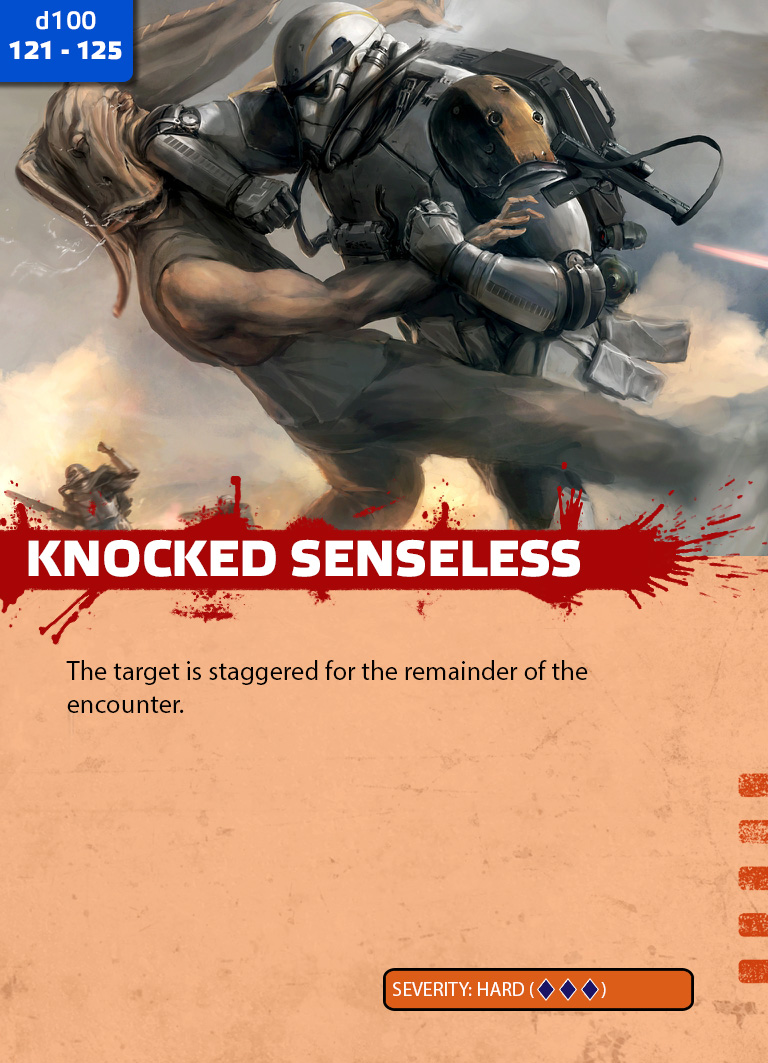 d100
121 - 125
KNOCKED SENSELESS
The target is staggered for the remainder of the
encounter.
SEVERITY: HARD (♦♦♦)